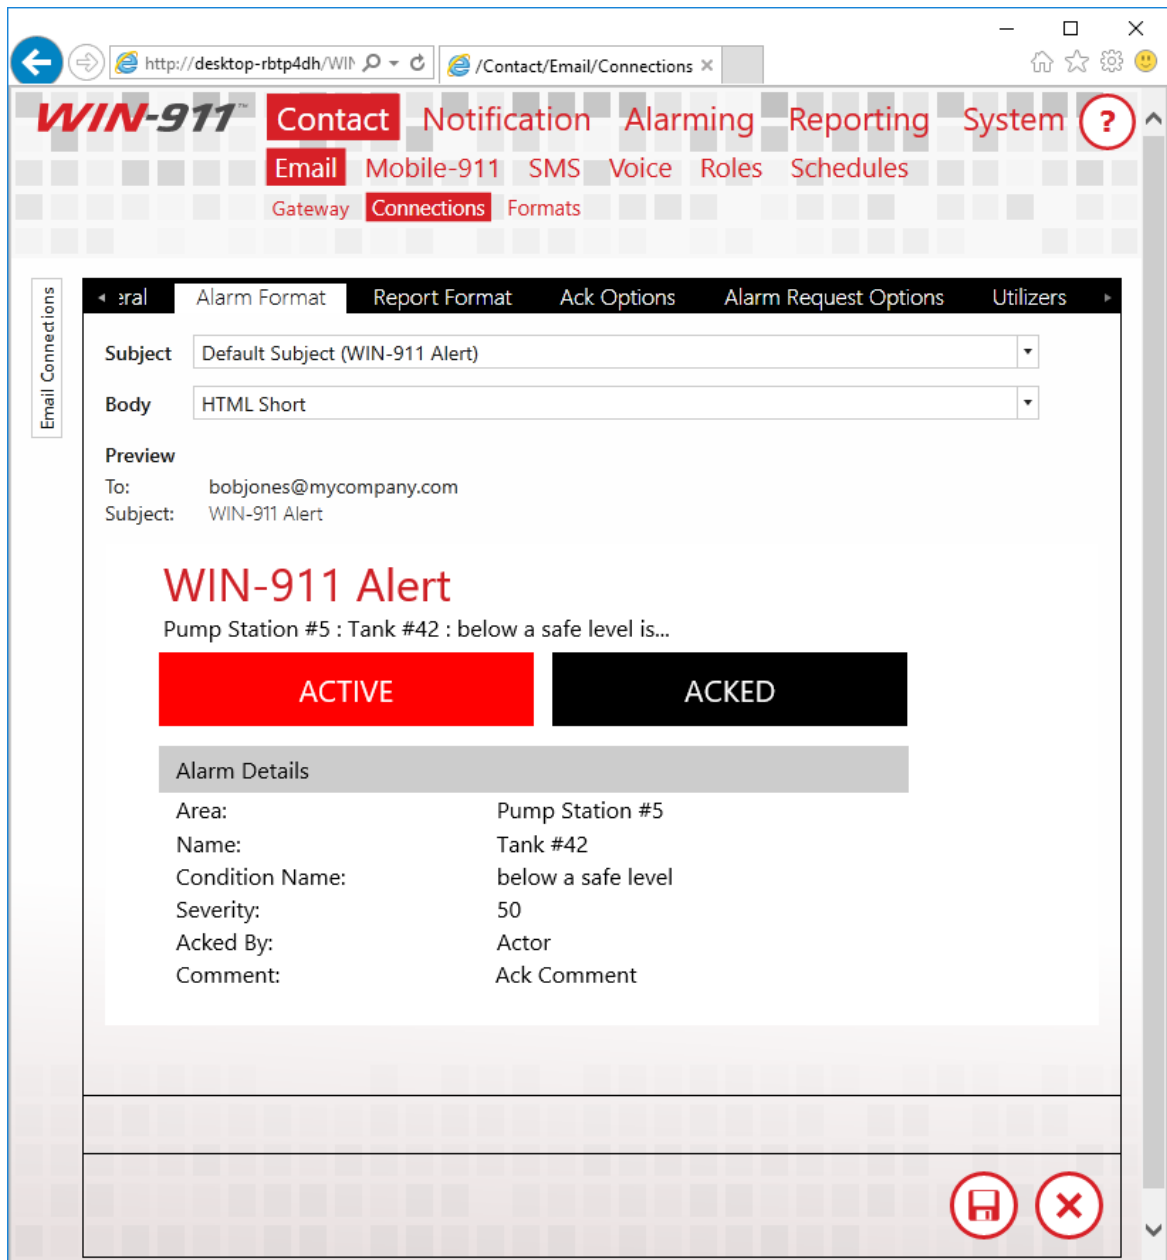 http://desktop-rbtp4dh/WIN
/Contact/Email/Connections
WIN-911™ Contact Notification Alarming Reporting System ?
Email Mobile-911 SMS Voice Roles Schedules
Gateway Connections Formats
Email Connections
eral Alarm Format Report Format Ack Options Alarm Request Options Utilizers
Subject Default Subject (WIN-911 Alert)
Body HTML Short
Preview
To: bobjones@mycompany.com
Subject: WIN-911 Alert
WIN-911 Alert
Pump Station #5 : Tank #42 : below a safe level is...
ACTIVE ACKED
Alarm Details
Area: Pump Station #5
Name: Tank #42
Condition Name: below a safe level
Severity: 50
Acked By: Actor
Comment: Ack Comment